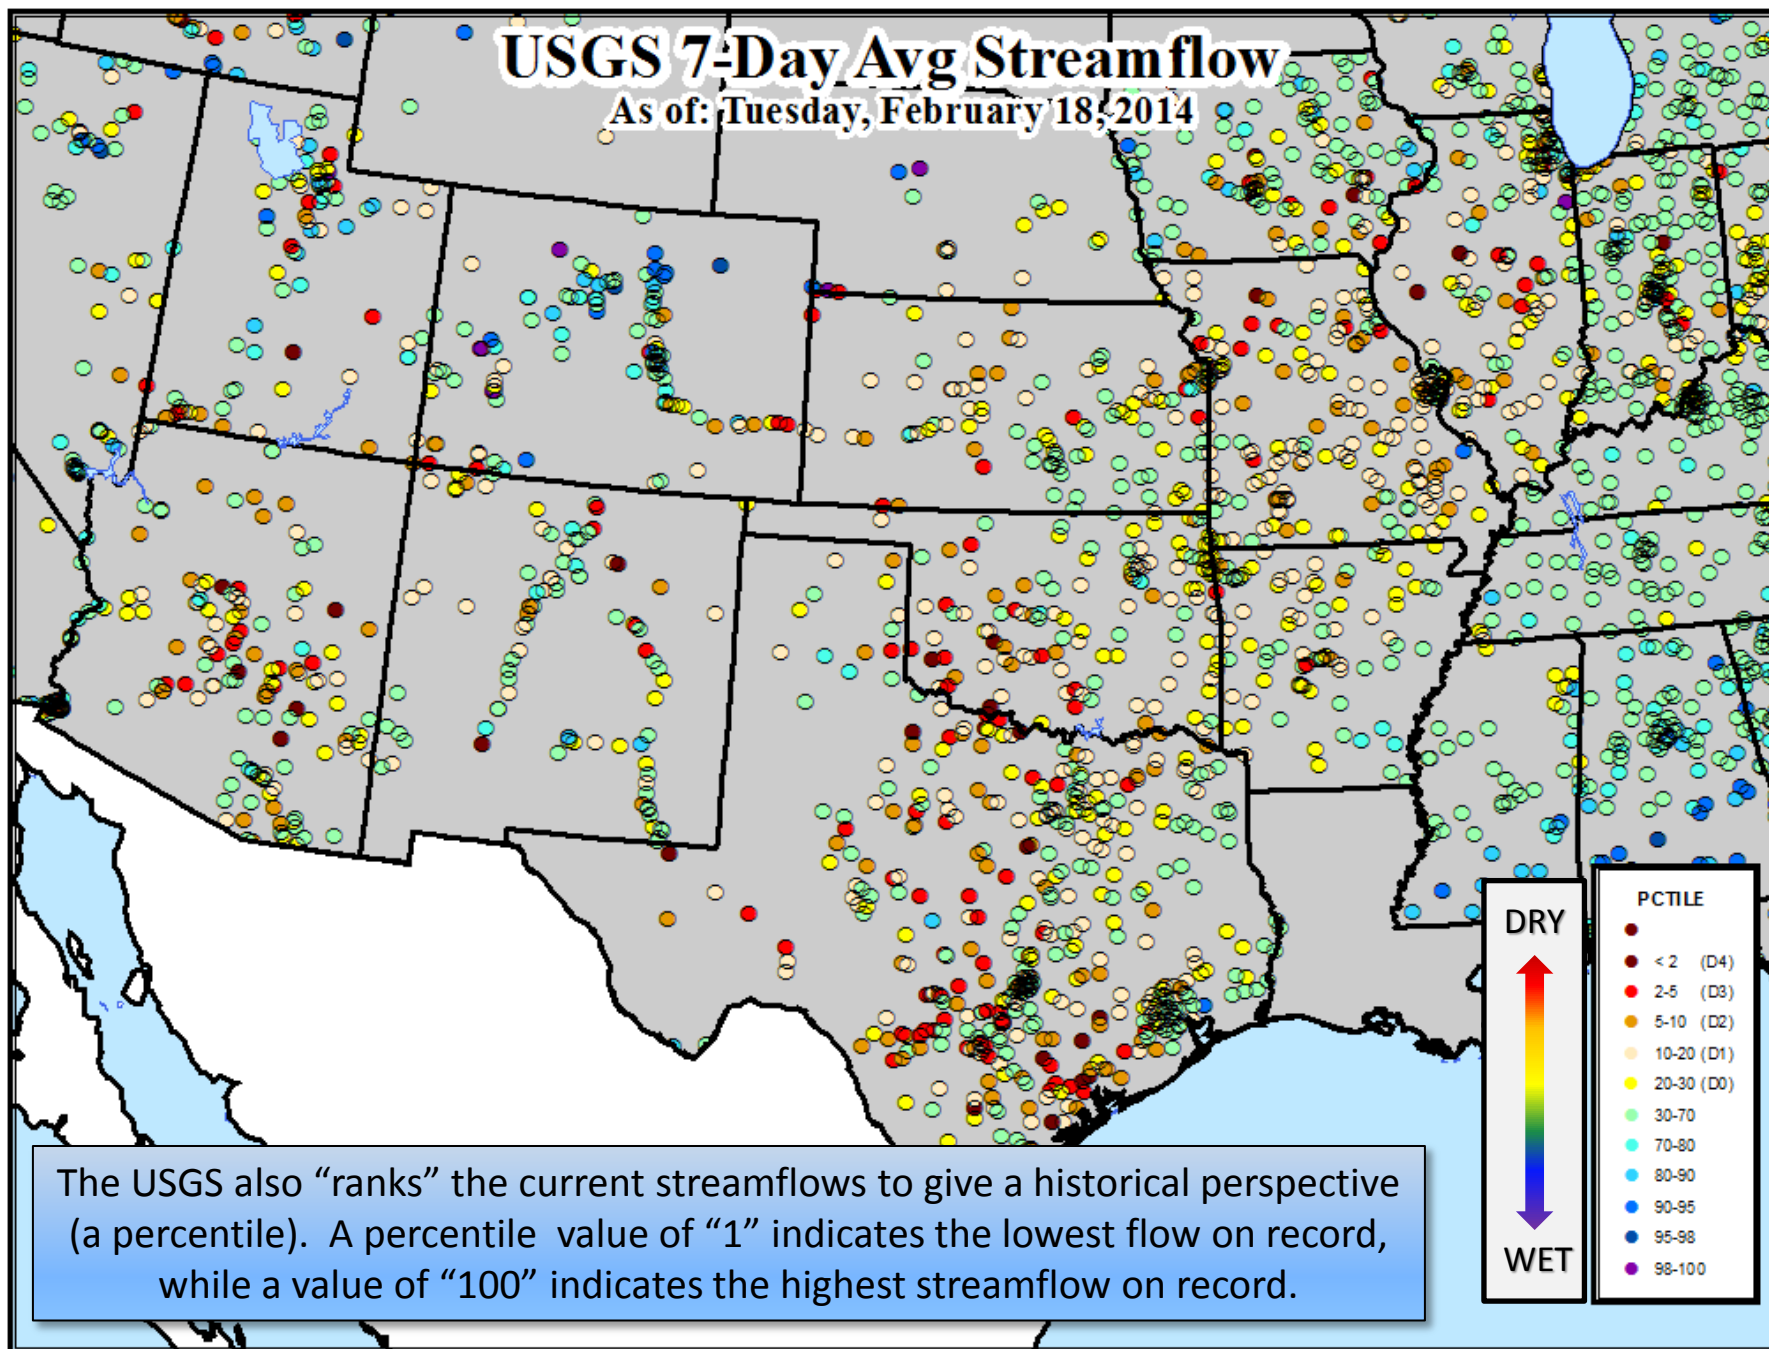 USGS 7-Day Avg Streamflow
As of: Tuesday, February 18, 2014
DRY
WET
PCTILE
< 2 (D4)
2-5 (D3)
5-10 (D2)
10-20 (D1)
20-30 (D0)
30-70
70-80
80-90
90-95
95-98
98-100
The USGS also “ranks” the current streamflows to give a historical perspective
(a percentile). A percentile value of “1” indicates the lowest flow on record,
while a value of “100” indicates the highest streamflow on record.